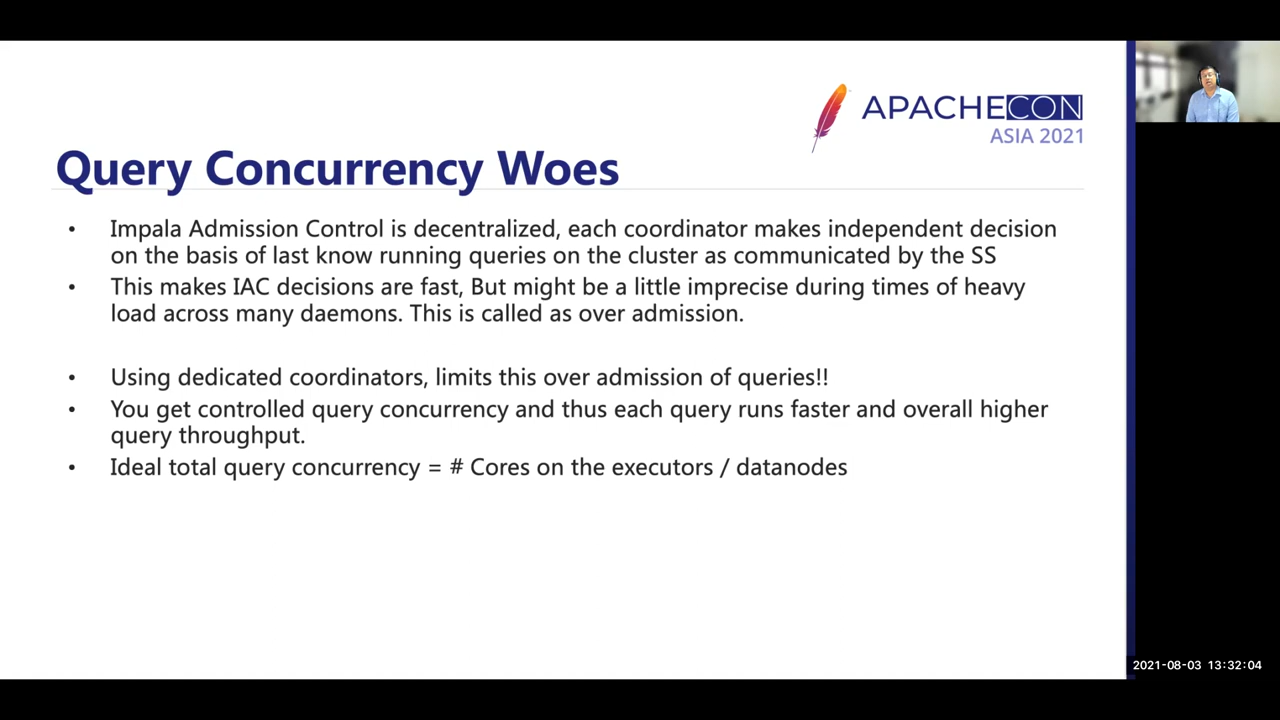 APACHECON
ASIA 2021
Query Concurrency Woes
• Impala Admission Control is decentralized, each coordinator makes independent decision
on the basis of last know running queries on the cluster as communicated by the SS
• This makes IAC decisions are fast, But might be a little imprecise during times of heavy
load across many daemons. This is called as over admission.
• Using dedicated coordinators, limits this over admission of queries!!
• You get controlled query concurrency and thus each query runs faster and overall higher
query throughput.
• Ideal total query concurrency = # Cores on the executors / datanodes
2021-08-03 13:32:04